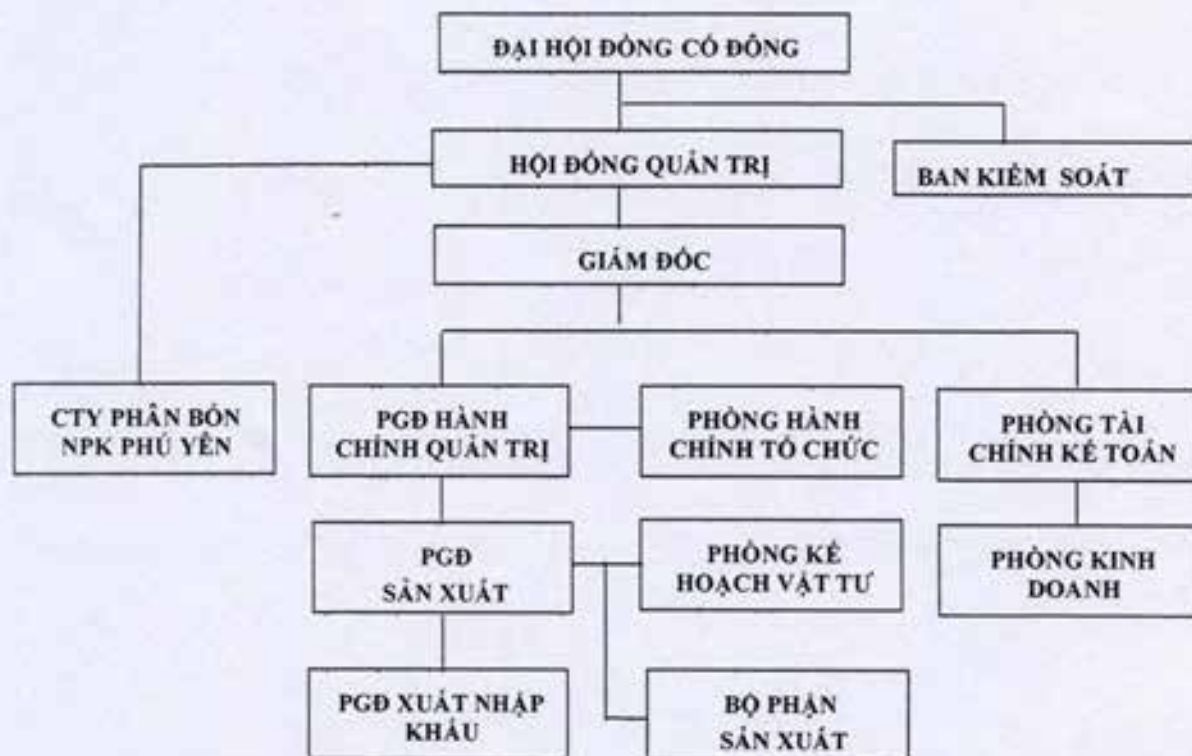 ĐẠI HỘI ĐỒNG CỔ ĐÔNG
HỘI ĐỒNG QUẢN TRỊ
BAN KIỂM SOÁT
GIÁM ĐỐC
CTY PHÂN BÓN
NPK PHÚ YÊN
PGĐ HÀNH
CHÍNH QUẢN TRỊ
PHÒNG HÀNH
CHÍNH TỔ CHỨC
PHÒNG TÀI
CHÍNH KẾ TOÁN
PGĐ
SẢN XUẤT
PHÒNG KẾ
HOẠCH VẬT TƯ
PHÒNG KINH
DOANH
PGĐ XUẤT NHẬP
KHẨU
BỘ PHẬN
SẢN XUẤT